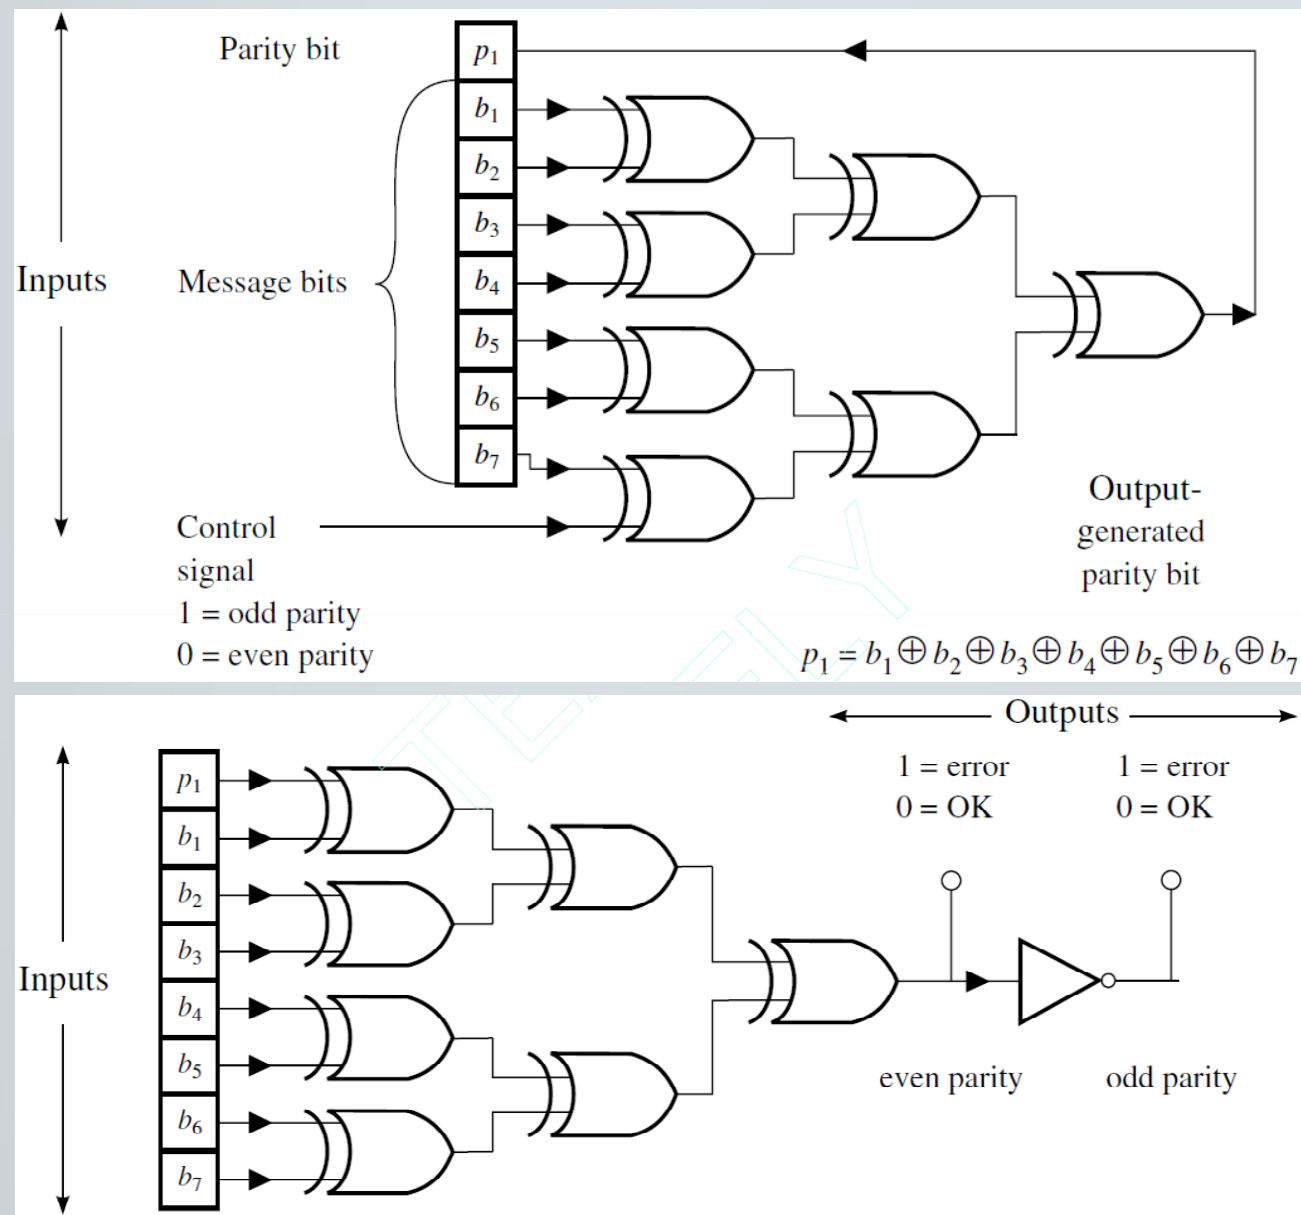 Parity bit
p₁
b₁
b₂
b₃
b₄
b₅
b₆
b₇
Inputs
Message bits
Control
signal
1 = odd parity
0 = even parity
Output-
generated
parity bit
p₁ = b₁ ⊕ b₂ ⊕ b₃ ⊕ b₄ ⊕ b₅ ⊕ b₆ ⊕ b₇
Outputs
1 = error
0 = OK
1 = error
0 = OK
p₁
b₁
b₂
b₃
b₄
b₅
b₆
b₇
Inputs
even parity
odd parity